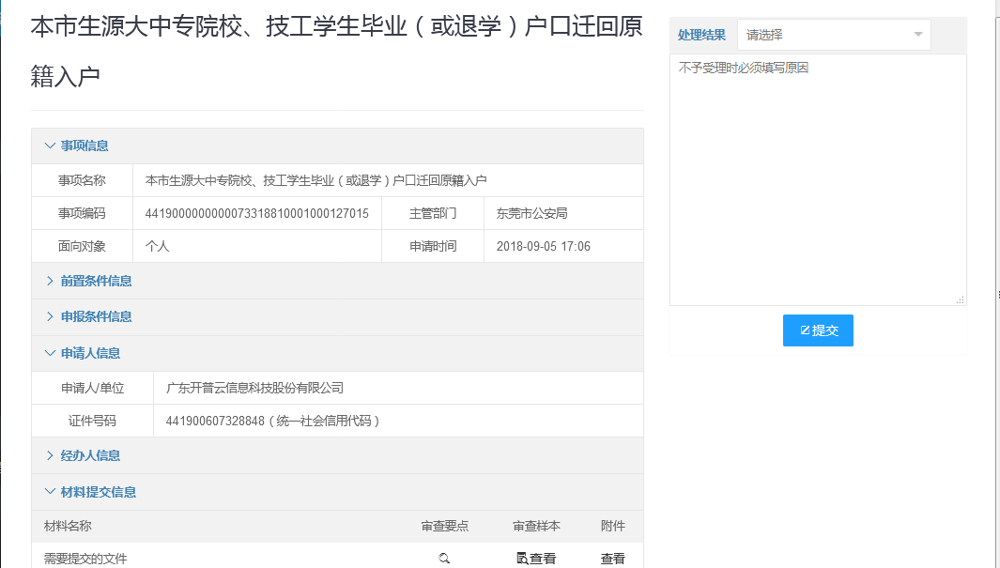 本市生源大中专院校、技工学生毕业（或退学）户口迁回原
籍入户
事项信息
事项名称 本市生源大中专院校、技工学生毕业（或退学）户口迁回原籍入户
事项编码 441900000000073318810001000127015 主管部门 东莞市公安局
面向对象 个人 申请时间 2018-09-05 17:06
前置条件信息
申报条件信息
申请人信息
申请人/单位 广东开普云信息科技股份有限公司
证件号码 441900607328848（统一社会信用代码）
经办人信息
材料提交信息
材料名称 审查要点 审查样本 附件
需要提交的文件 查看 查看
处理结果 请选择
不予受理时必须填写原因
提交